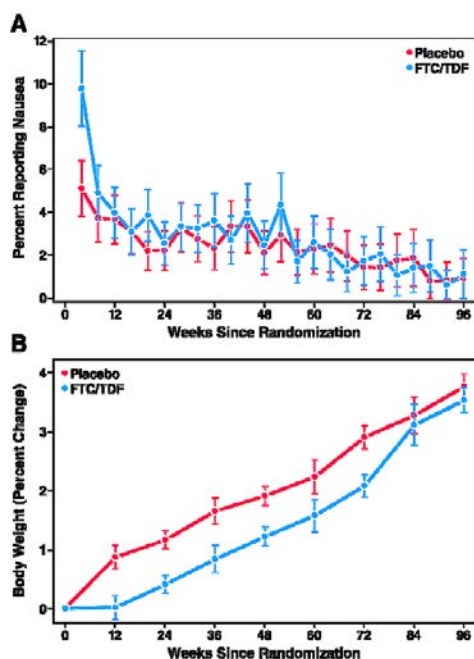 A
12
10
8
6
4
2
0
Percent Reporting Nausea
Placebo
FTC/TDF
0 12 24 36 48 60 72 84 96
Weeks Since Randomization
B
4
3
2
1
0
Body Weight (Percent Change)
Placebo
FTC/TDF
0 12 24 36 48 60 72 84 96
Weeks Since Randomization